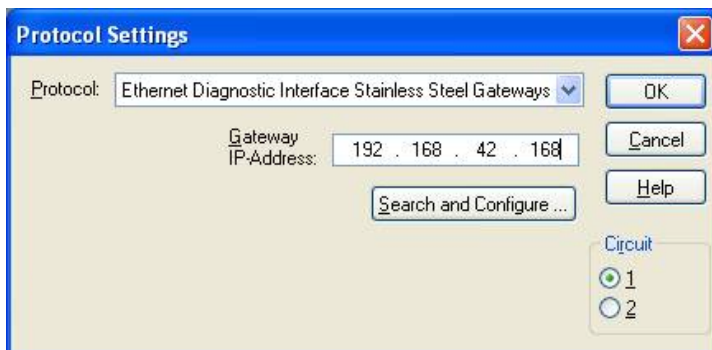 Protocol Settings
Protocol: Ethernet Diagnostic Interface Stainless Steel Gateways OK
Gateway
IP-Address: 192 . 168 . 42 . 168 Cancel
Search and Configure ... Help
Circuit
1
2